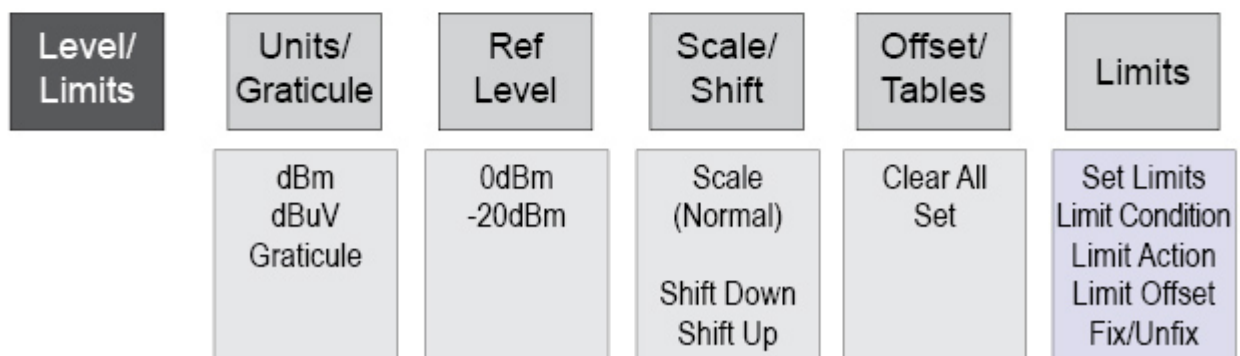 Level/
Limits
Units/
Graticule
Ref
Level
Scale/
Shift
Offset/
Tables
Limits
dBm
dBuV
Graticule
0dBm
-20dBm
Scale
(Normal)
Shift Down
Shift Up
Clear All
Set
Set Limits
Limit Condition
Limit Action
Limit Offset
Fix/Unfix